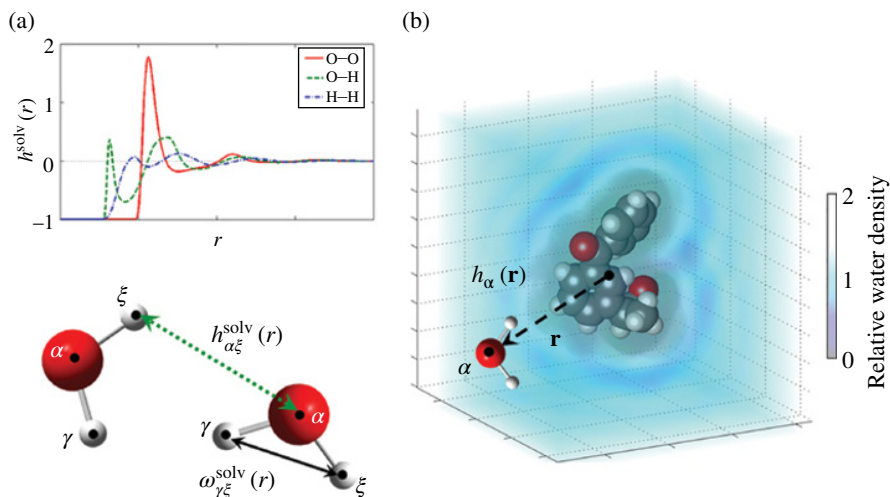 (a)
2
1
0
−1
h^solv(r)
r
O–O
O–H
H–H
ξ
α
γ
h^solv_αξ (r)
α
γ
ω^solv_γξ (r)
ξ
(b)
h_α (r)
r
α
2
1
0
Relative water density